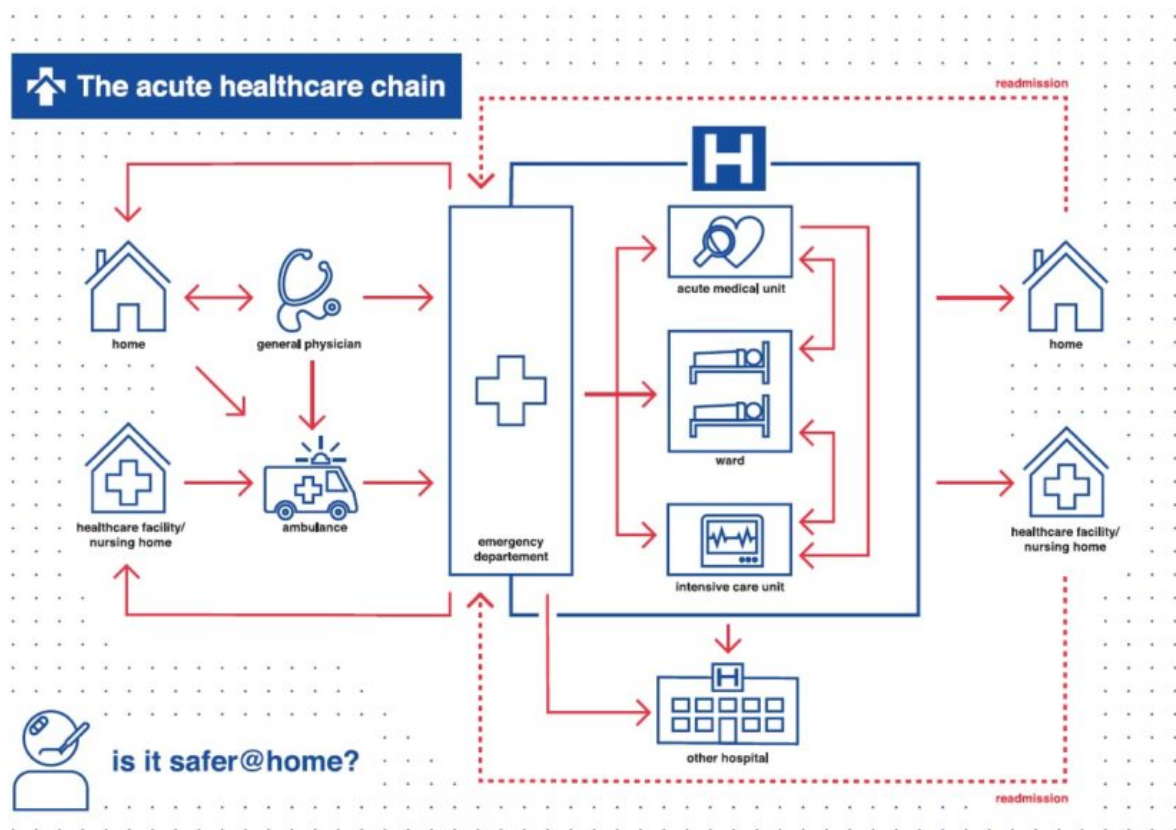 The acute healthcare chain
readmission
H
acute medical unit
home
general physician
home
ward
healthcare facility/
nursing home
ambulance
emergency
departement
intensive care unit
healthcare facility/
nursing home
H
other hospital
is it safer@home?
readmission